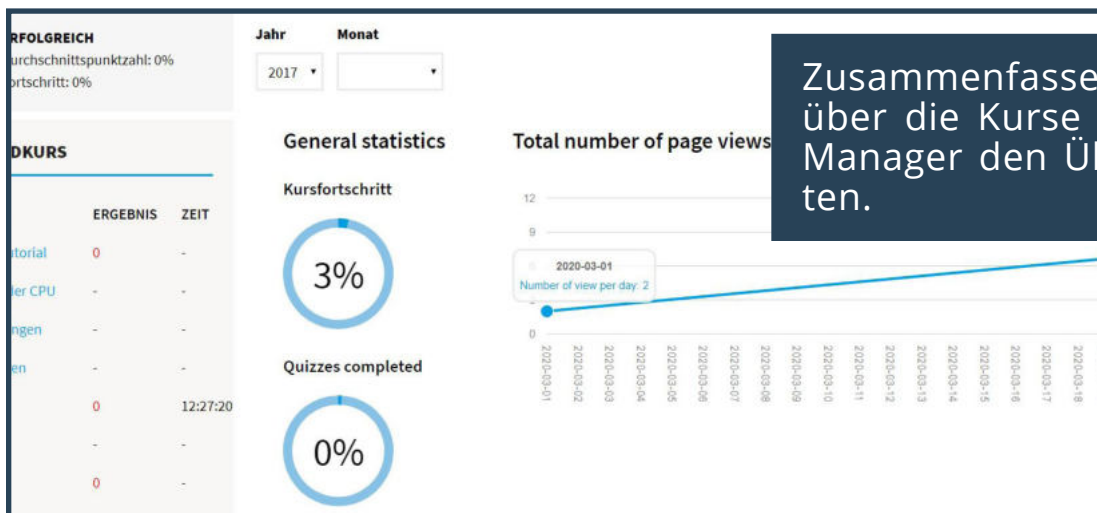 RFOLGREICH
urchschnittspunktzahl: 0%
ortschritt: 0%
DKURS
ERGEBNIS ZEIT
utorial 0 -
ler CPU - -
ngen - -
en - -
0 12:27:20
- -
0 -
Jahr Monat
2017
General statistics
Kursfortschritt
3%
Quizzes completed
0%
Total number of page views
12
9
2020-03-01
Number of view per day: 2
0
2020-03-01
2020-03-02
2020-03-03
2020-03-04
2020-03-05
2020-03-06
2020-03-07
2020-03-08
2020-03-09
2020-03-10
2020-03-11
2020-03-12
2020-03-13
2020-03-14
2020-03-15
2020-03-16
2020-03-17
2020-03-18
Zusammenfasse
über die Kurse
Manager den Ü
ten.